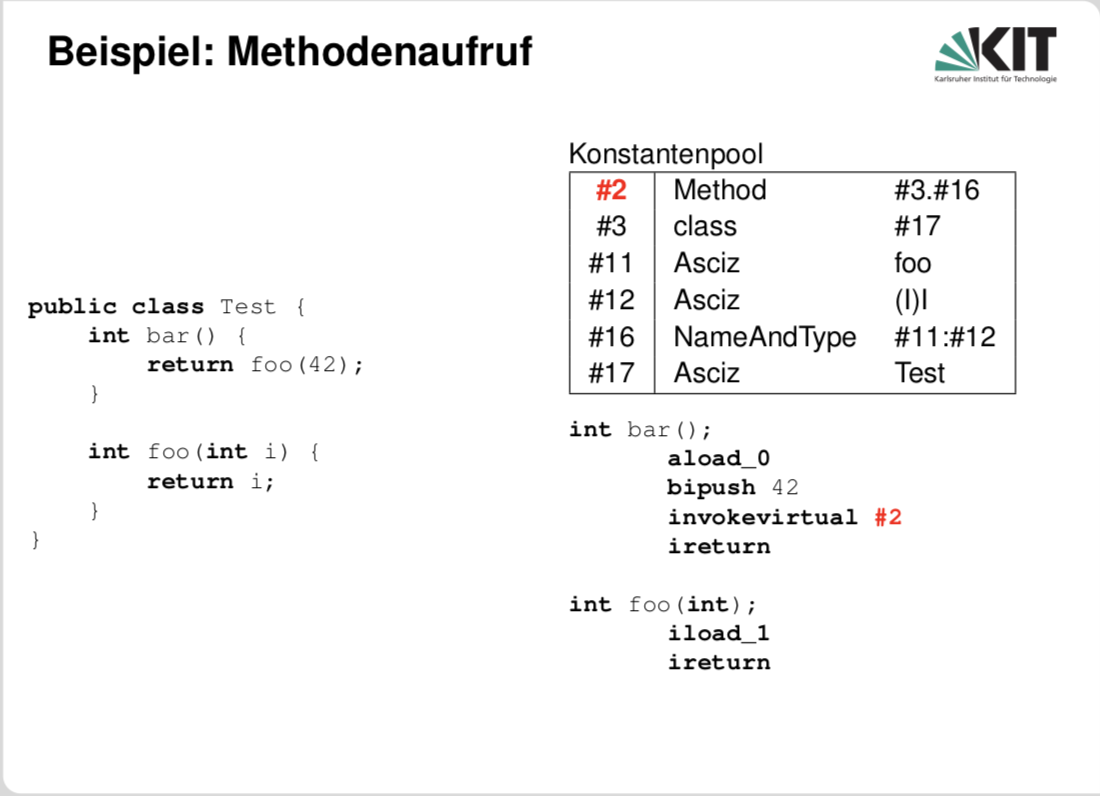 Beispiel: Methodenaufruf
KIT
Karlsruher Institut für Technologie
public class Test {
    int bar() {
        return foo(42);
    }

    int foo(int i) {
        return i;
    }
}
Konstantenpool
#2 Method #3.#16
#3 class #17
#11 Asciz foo
#12 Asciz (I)I
#16 NameAndType #11:#12
#17 Asciz Test
int bar();
        aload_0
        bipush 42
        invokevirtual #2
        ireturn

int foo(int);
        iload_1
        ireturn